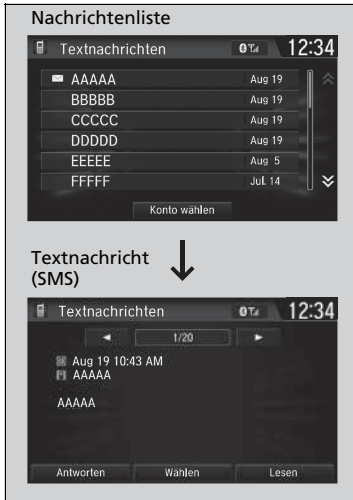 Nachrichtenliste
Textnachrichten 12:34
AAAAA Aug 19
BBBBB Aug 19
CCCCC Aug 19
DDDDD Aug 19
EEEEE Aug 5
FFFFF Jul. 14
Konto wählen
Textnachricht
(SMS)
Textnachrichten 12:34
1/20
Aug 19 10:43 AM
AAAAA
AAAAA
Antworten Wählen Lesen